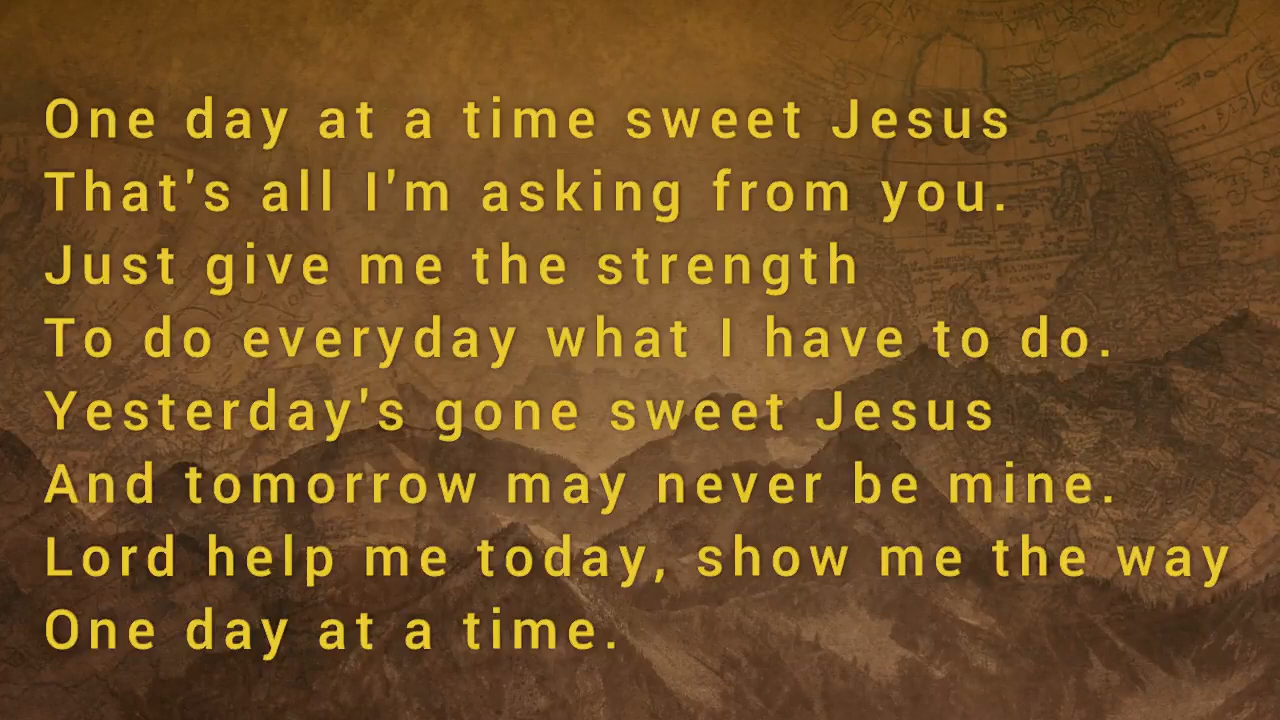 One day at a time sweet Jesus
That's all I'm asking from you.
Just give me the strength
To do everyday what I have to do.
Yesterday's gone sweet Jesus
And tomorrow may never be mine.
Lord help me today, show me the way
One day at a time.